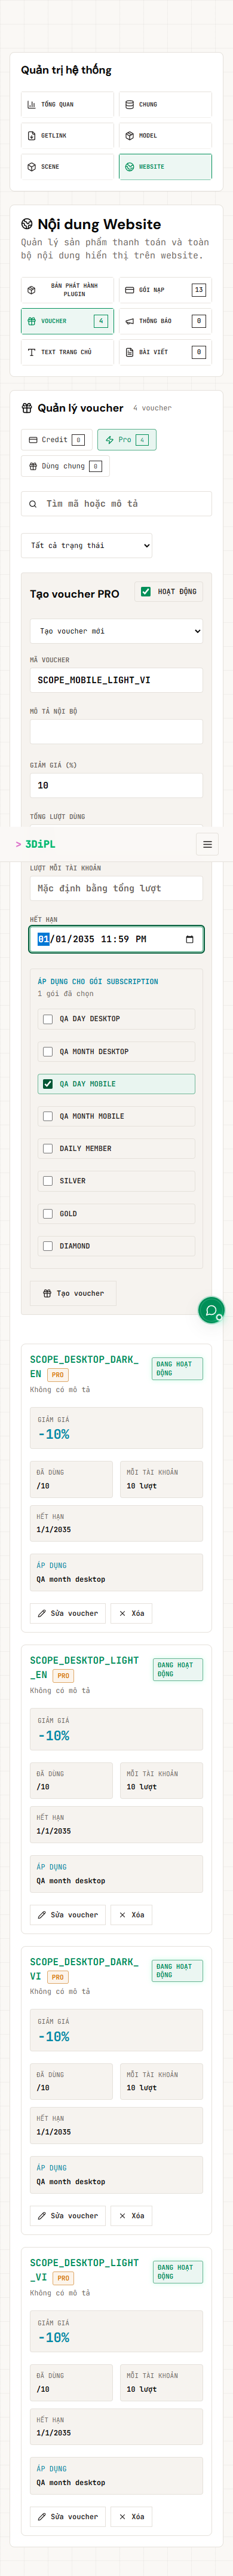 Quản trị hệ thống
TỔNG QUAN
CHUNG
GETLINK
MODEL
SCENE
WEBSITE
Nội dung Website
Quản lý sản phẩm thanh toán và toàn
bộ nội dung hiển thị trên website.
BẢN PHÁT HÀNH
PLUGIN
GÓI NẠP 13
VOUCHER 4
THÔNG BÁO 0
TEXT TRANG CHỦ
BÀI VIẾT 0
Quản lý voucher 4 voucher
Credit 0
Pro 4
Dùng chung 0
Tìm mã hoặc mô tả
Tất cả trạng thái
Tạo voucher PRO
HOẠT ĐỘNG
Tạo voucher mới
MÃ VOUCHER
SCOPE_MOBILE_LIGHT_VI
MÔ TẢ NỘI BỘ
GIẢM GIÁ (%)
10
TỔNG LƯỢT DÙNG
> 3DiPL
LƯỢT MỖI TÀI KHOẢN
Mặc định bằng tổng lượt
HẾT HẠN
01/01/2035 11:59 PM
ÁP DỤNG CHO GÓI SUBSCRIPTION
1 gói đã chọn
QA DAY DESKTOP
QA MONTH DESKTOP
QA DAY MOBILE
QA MONTH MOBILE
DAILY MEMBER
SILVER
GOLD
DIAMOND
Tạo voucher
SCOPE_DESKTOP_DARK_
EN PRO
ĐANG HOẠT
ĐỘNG
Không có mô tả
GIẢM GIÁ
-10%
ĐÃ DÙNG
/10
MỖI TÀI KHOẢN
10 lượt
HẾT HẠN
1/1/2035
ÁP DỤNG
QA month desktop
Sửa voucher
Xóa
SCOPE_DESKTOP_LIGHT
_EN PRO
ĐANG HOẠT
ĐỘNG
Không có mô tả
GIẢM GIÁ
-10%
ĐÃ DÙNG
/10
MỖI TÀI KHOẢN
10 lượt
HẾT HẠN
1/1/2035
ÁP DỤNG
QA month desktop
Sửa voucher
Xóa
SCOPE_DESKTOP_DARK_
VI PRO
ĐANG HOẠT
ĐỘNG
Không có mô tả
GIẢM GIÁ
-10%
ĐÃ DÙNG
/10
MỖI TÀI KHOẢN
10 lượt
HẾT HẠN
1/1/2035
ÁP DỤNG
QA month desktop
Sửa voucher
Xóa
SCOPE_DESKTOP_LIGHT
_VI PRO
ĐANG HOẠT
ĐỘNG
Không có mô tả
GIẢM GIÁ
-10%
ĐÃ DÙNG
/10
MỖI TÀI KHOẢN
10 lượt
HẾT HẠN
1/1/2035
ÁP DỤNG
QA month desktop
Sửa voucher
Xóa